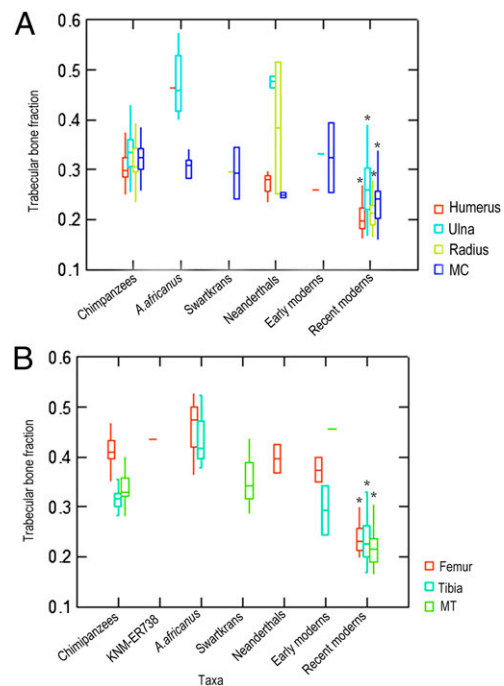 A
Trabecular bone fraction
0.6
0.5
0.4
0.3
0.2
0.1
*
*
*
*
Humerus
Ulna
Radius
MC
Chimpanzees
A.africanus
Swartkrans
Neanderthals
Early moderns
Recent moderns
B
Trabecular bone fraction
0.6
0.5
0.4
0.3
0.2
0.1
*
*
*
Femur
Tibia
MT
Chimipanzees
KNM-ER738
A.africanus
Swartkrans
Neanderthals
Early moderns
Recent moderns
Taxa